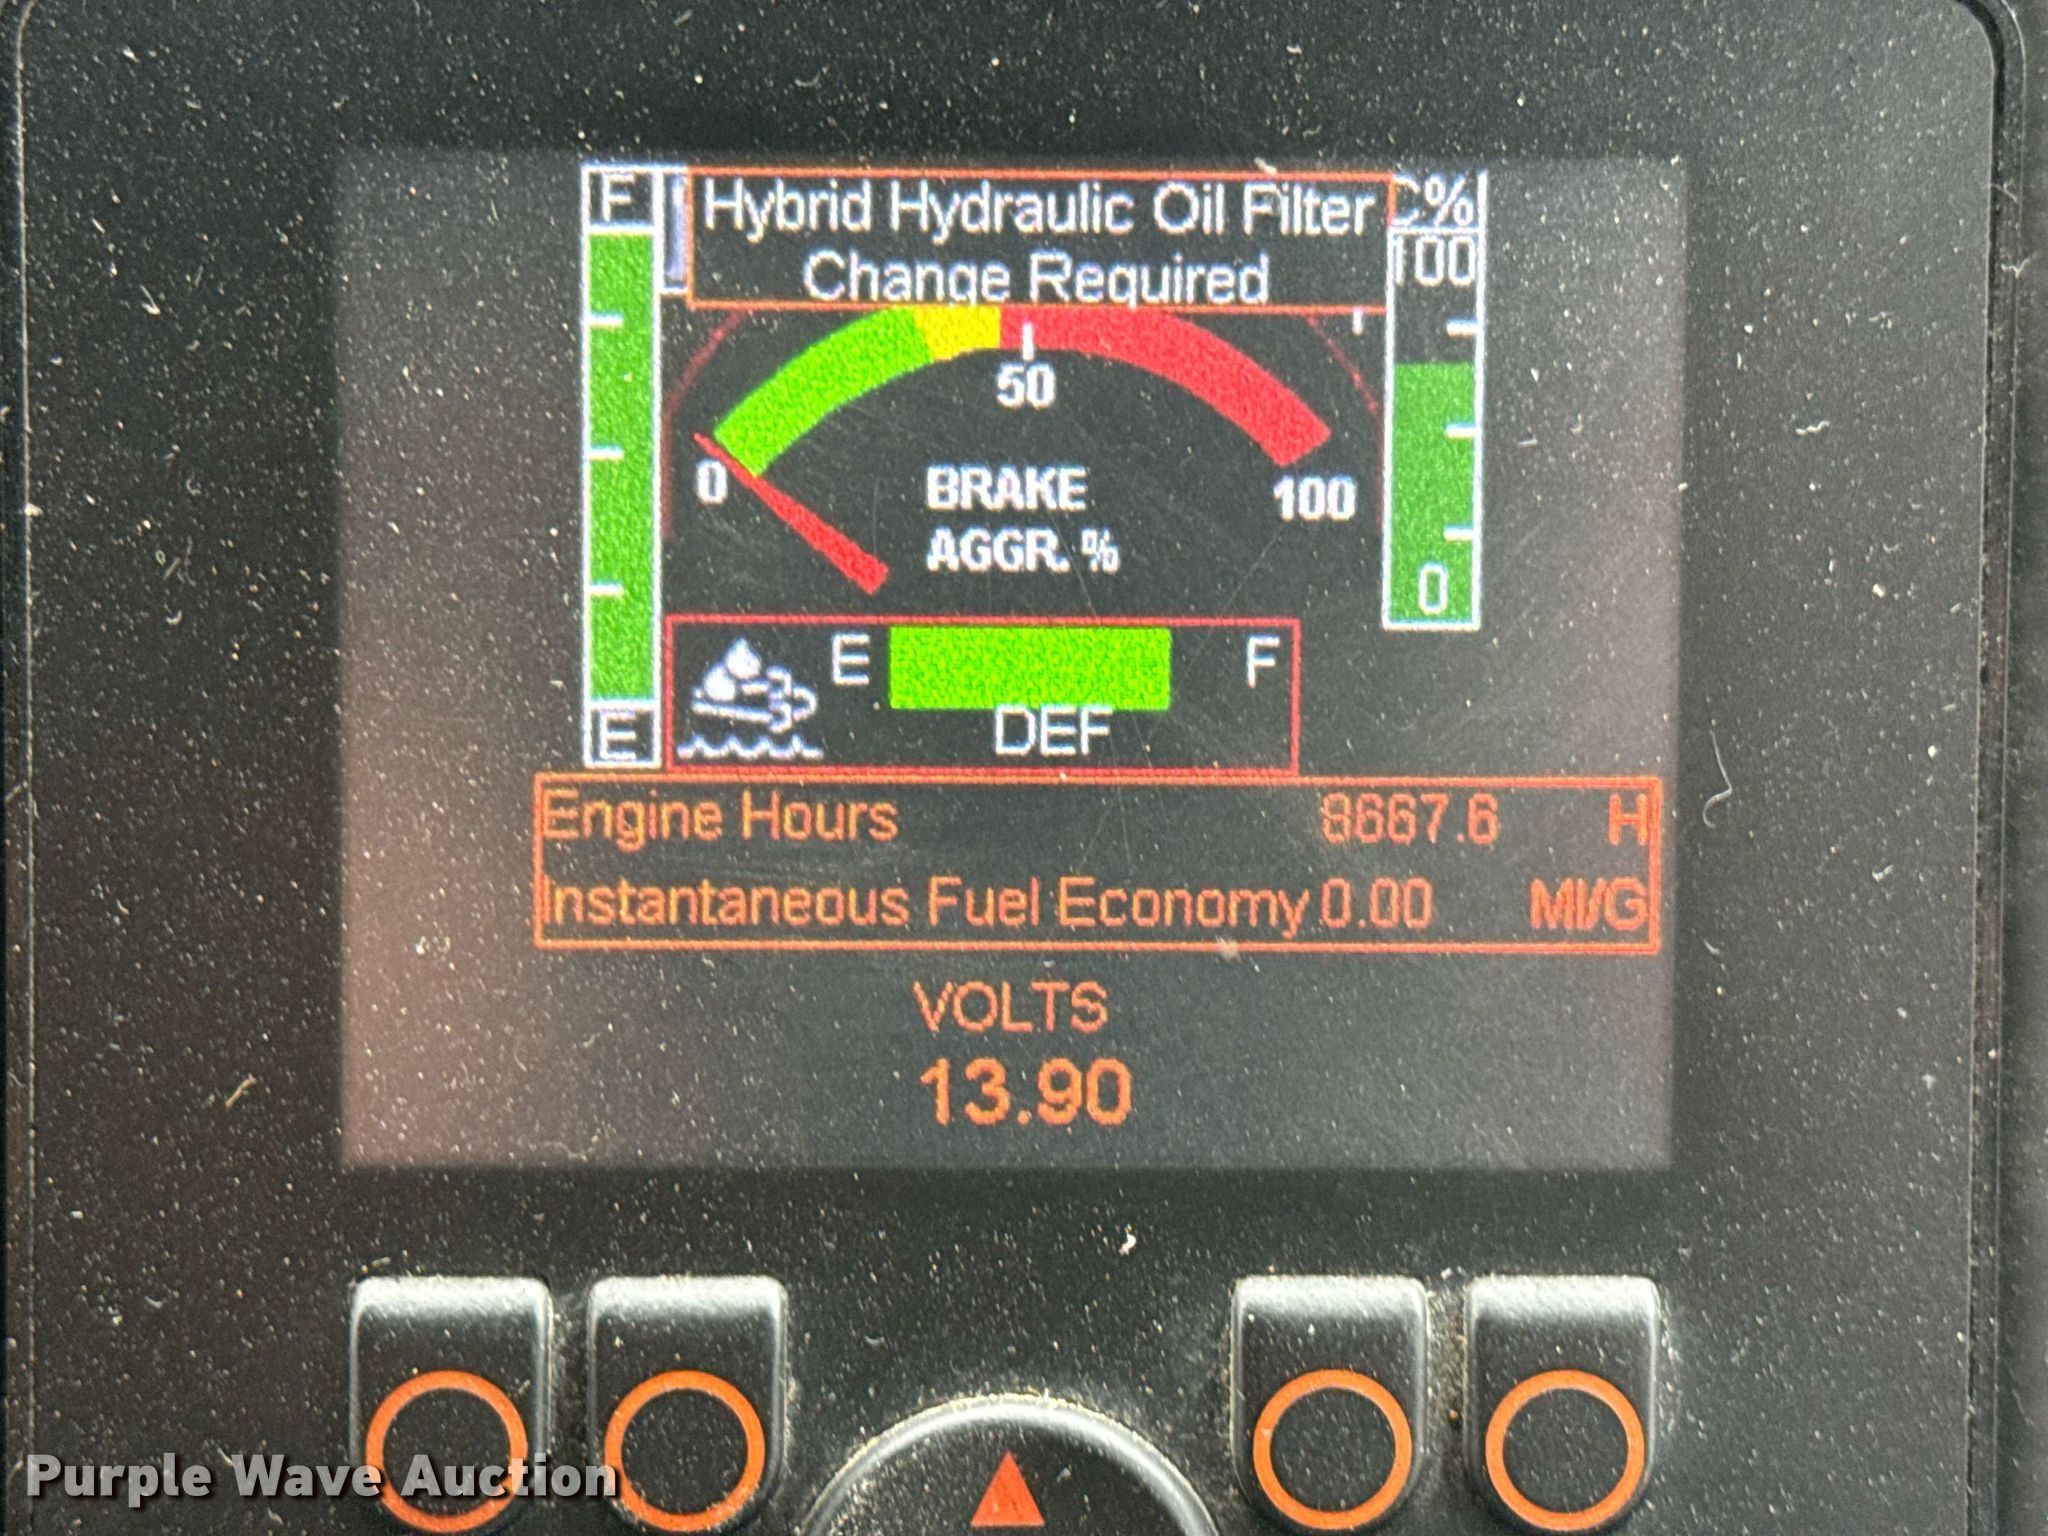 F
Hybrid Hydraulic Oil Filter
Change Required
C%
100
50
0
100
BRAKE
AGGR. %
0
E
F
DEF
E
Engine Hours 8667.6 H
Instantaneous Fuel Economy 0.00 MI/G
VOLTS
13.90
Purple Wave Auction